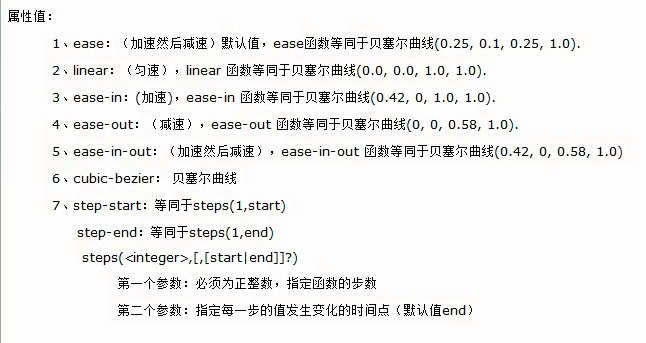 属性值：
1、ease：（加速然后减速）默认值，ease函数等同于贝塞尔曲线(0.25, 0.1, 0.25, 1.0).
2、linear：（匀速），linear 函数等同于贝塞尔曲线(0.0, 0.0, 1.0, 1.0).
3、ease-in：(加速)，ease-in 函数等同于贝塞尔曲线(0.42, 0, 1.0, 1.0).
4、ease-out：（减速），ease-out 函数等同于贝塞尔曲线(0, 0, 0.58, 1.0).
5、ease-in-out：（加速然后减速），ease-in-out 函数等同于贝塞尔曲线(0.42, 0, 0.58, 1.0)
6、cubic-bezier： 贝塞尔曲线
7、step-start：等同于steps(1,start)
step-end：等同于steps(1,end)
steps(<integer>,[,[start|end]]?)
第一个参数：必须为正整数，指定函数的步数
第二个参数：指定每一步的值发生变化的时间点（默认值end）